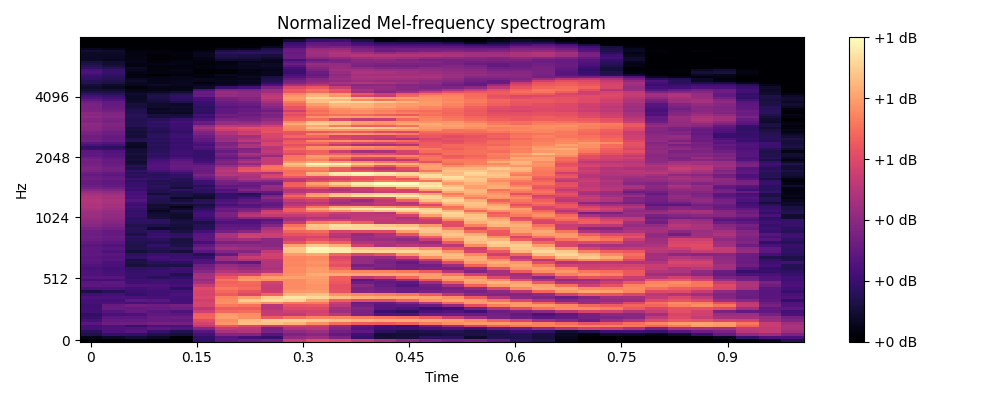 Normalized Mel-frequency spectrogram
Hz
4096
2048
1024
512
0
0 0.15 0.3 0.45 0.6 0.75 0.9
Time
+1 dB
+1 dB
+1 dB
+0 dB
+0 dB
+0 dB